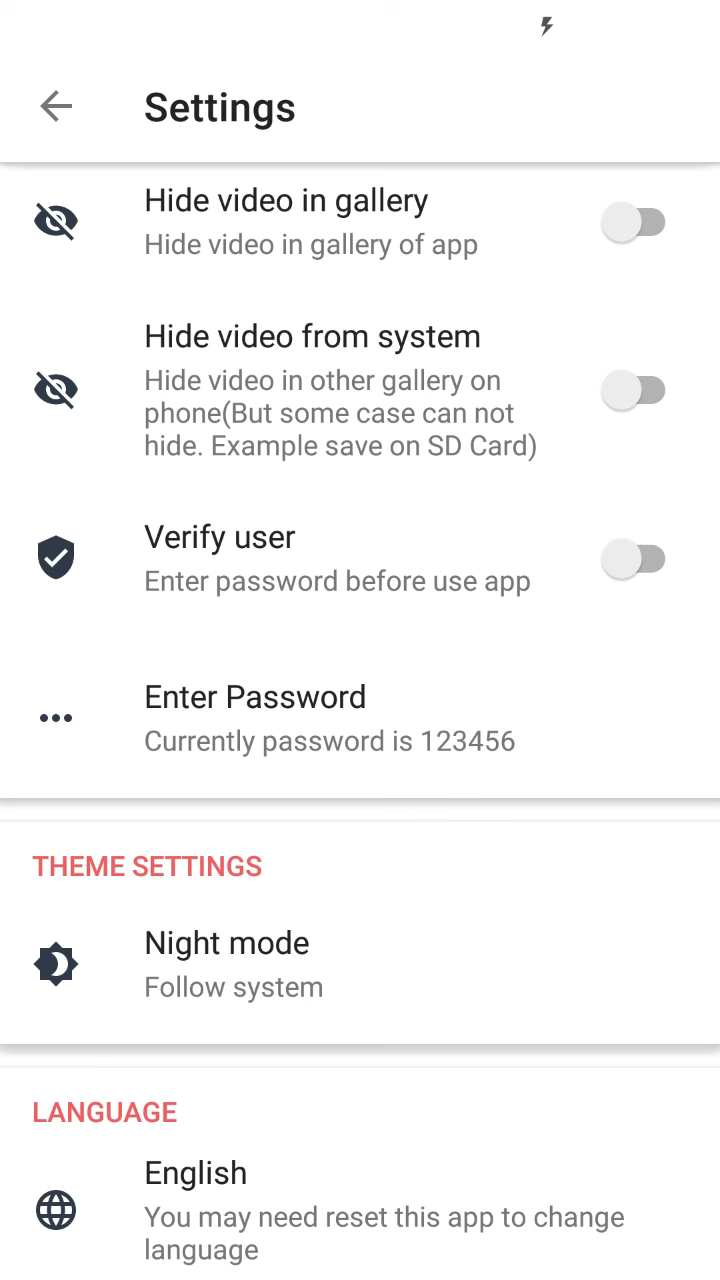 Settings
Hide video in gallery
Hide video in gallery of app
Hide video from system
Hide video in other gallery on
phone(But some case can not
hide. Example save on SD Card)
Verify user
Enter password before use app
Enter Password
Currently password is 123456
THEME SETTINGS
Night mode
Follow system
LANGUAGE
English
You may need reset this app to change
language